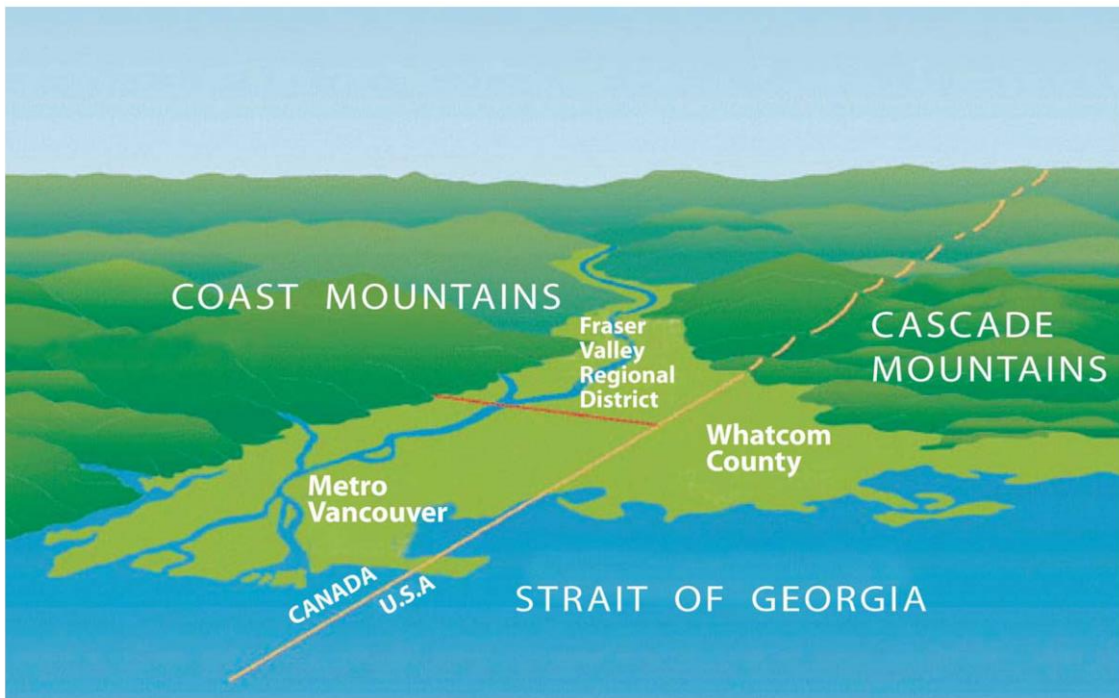 COAST MOUNTAINS
Fraser
Valley
Regional
District
CASCADE
MOUNTAINS
Whatcom
County
Metro
Vancouver
CANADA
U.S.A
STRAIT OF GEORGIA